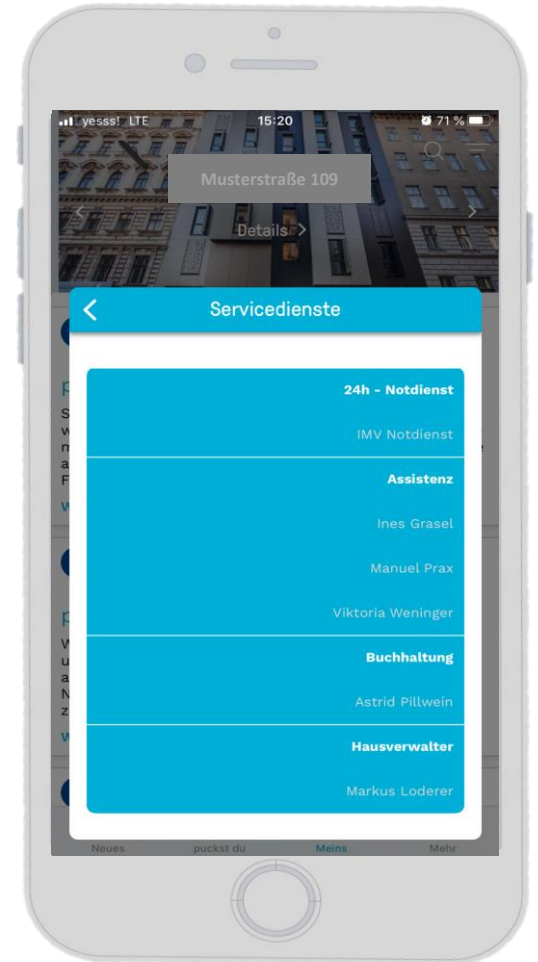 yesss! LTE 15:20 71 %
Musterstraße 109
Details >
Servicedienste
24h - Notdienst
IMV Notdienst
Assistenz
Ines Grasel
Manuel Prax
Viktoria Weninger
Buchhaltung
Astrid Pillwein
Hausverwalter
Markus Loderer
Neues puckst du Meins Mehr